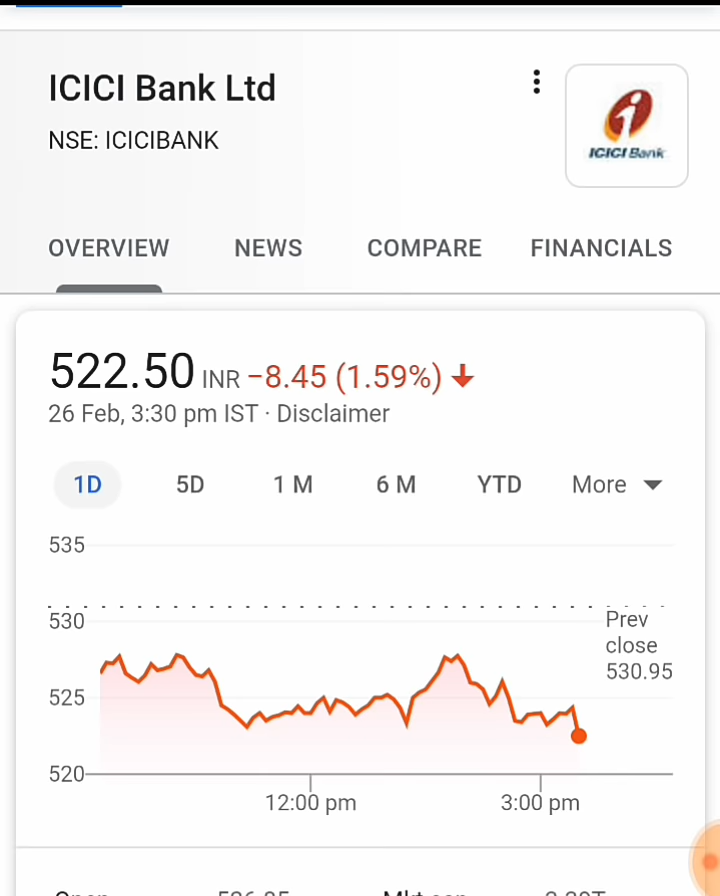 ICICI Bank Ltd
NSE: ICICIBANK
ICICI Bank
OVERVIEW NEWS COMPARE FINANCIALS
522.50 INR −8.45 (1.59%) ↓
26 Feb, 3:30 pm IST · Disclaimer
1D 5D 1 M 6 M YTD More
535
530
Prev
close
530.95
525
520
12:00 pm 3:00 pm